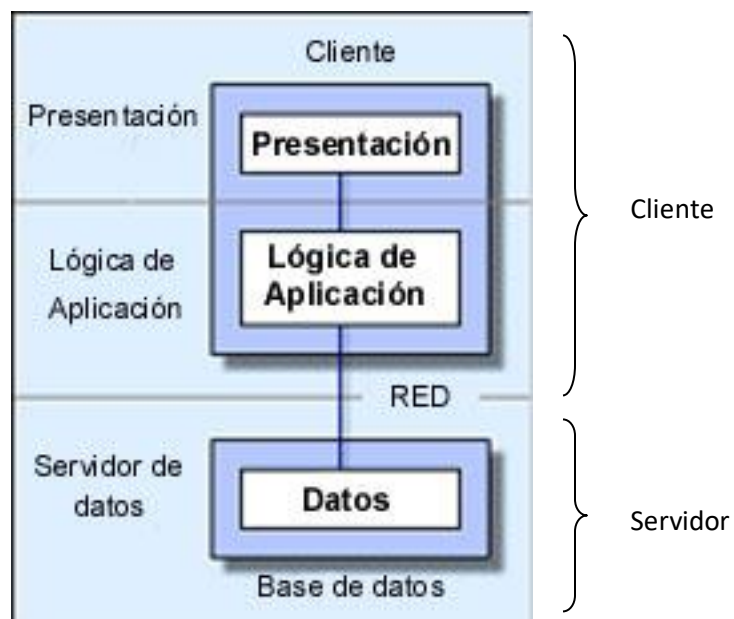 Cliente
Presentación
Presentación
Cliente
Lógica de
Aplicación
Lógica de
Aplicación
RED
Servidor de
datos
Datos
Servidor
Base de datos